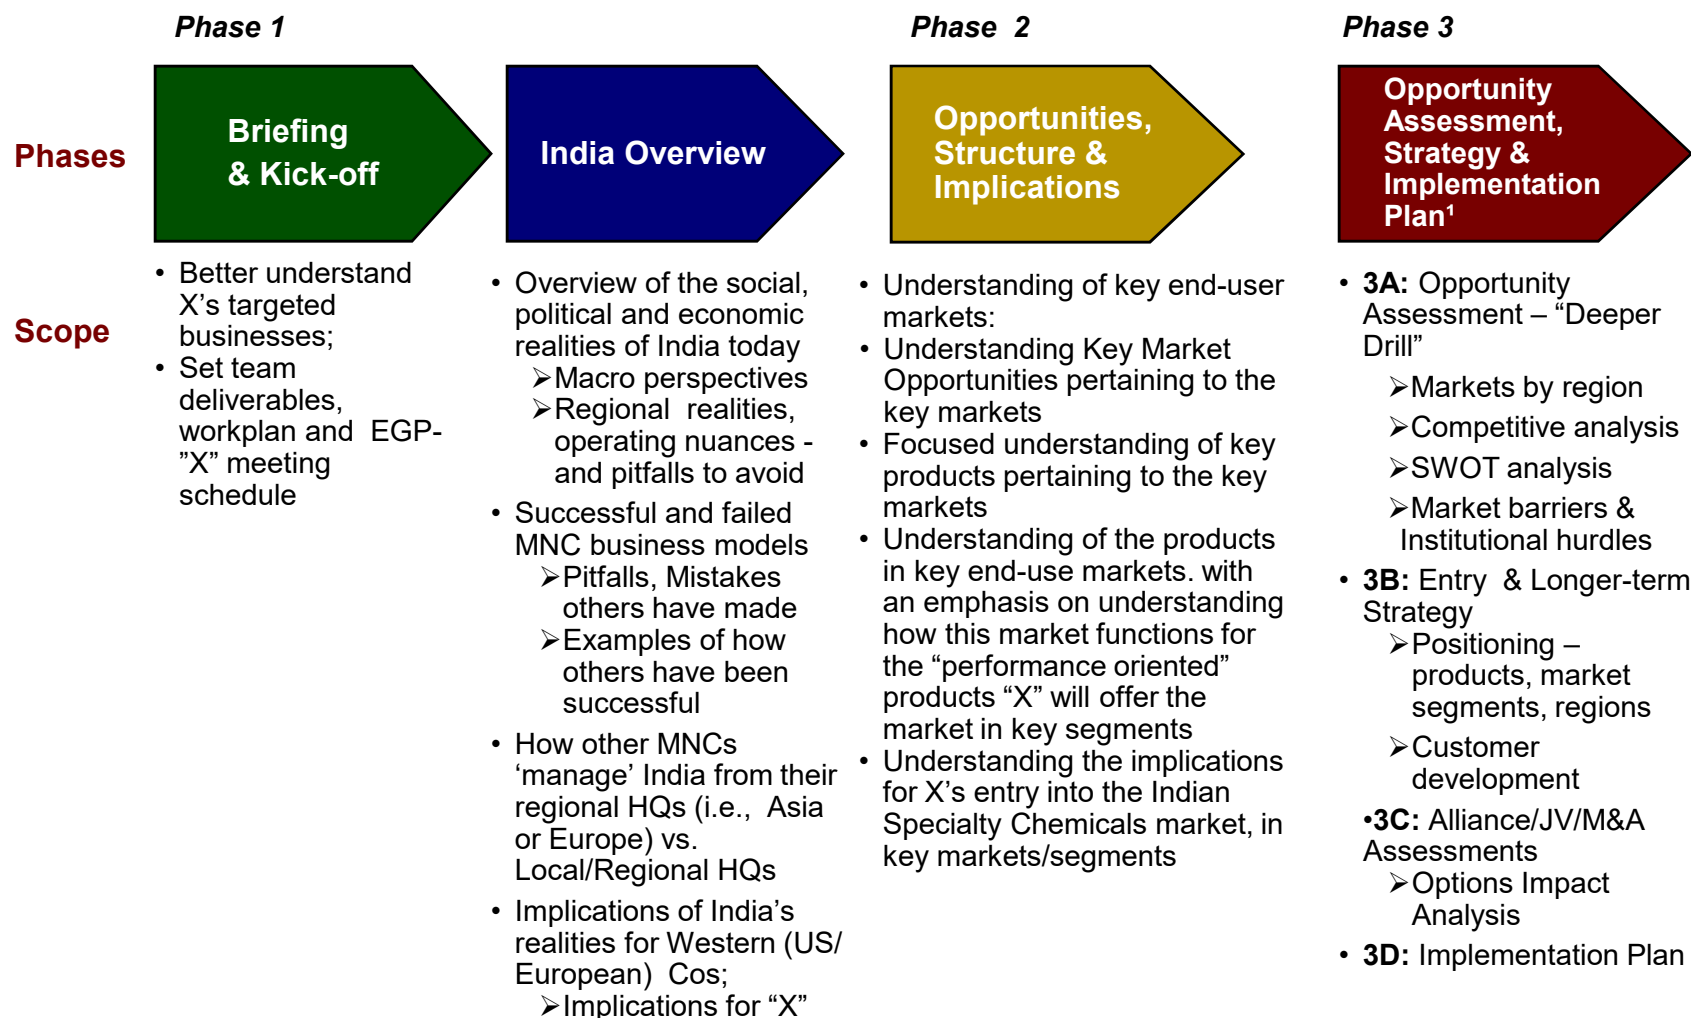 Phase 1
Phase 2
Phase 3
Phases
Briefing
& Kick-off
India Overview
Opportunities,
Structure &
Implications
Opportunity
Assessment,
Strategy &
Implementation
Plan¹
Scope
• Better understand
X’s targeted
businesses;
• Set team
deliverables,
workplan and EGP-
”X” meeting
schedule
• Overview of the social,
political and economic
realities of India today
➢Macro perspectives
➢Regional realities,
operating nuances -
and pitfalls to avoid
• Successful and failed
MNC business models
➢Pitfalls, Mistakes
others have made
➢Examples of how
others have been
successful
• How other MNCs
‘manage’ India from their
regional HQs (i.e., Asia
or Europe) vs.
Local/Regional HQs
• Implications of India’s
realities for Western (US/
European) Cos;
➢Implications for “X”
• Understanding of key end-user
markets:
• Understanding Key Market
Opportunities pertaining to the
key markets
• Focused understanding of key
products pertaining to the key
markets
• Understanding of the products
in key end-use markets. with
an emphasis on understanding
how this market functions for
the “performance oriented”
products “X” will offer the
market in key segments
• Understanding the implications
for X’s entry into the Indian
Specialty Chemicals market, in
key markets/segments
• 3A: Opportunity
Assessment – “Deeper
Drill”
➢Markets by region
➢Competitive analysis
➢SWOT analysis
➢Market barriers &
Institutional hurdles
• 3B: Entry & Longer-term
Strategy
➢Positioning –
products, market
segments, regions
➢Customer
development
•3C: Alliance/JV/M&A
Assessments
➢Options Impact
Analysis
• 3D: Implementation Plan